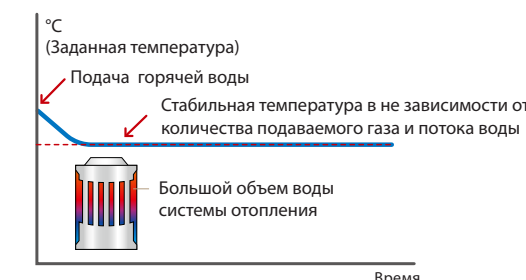 °C
(Заданная температура)
Подача горячей воды
Стабильная температура в не зависимости от
количества подаваемого газа и потока воды
Большой объем воды
системы отопления
Время